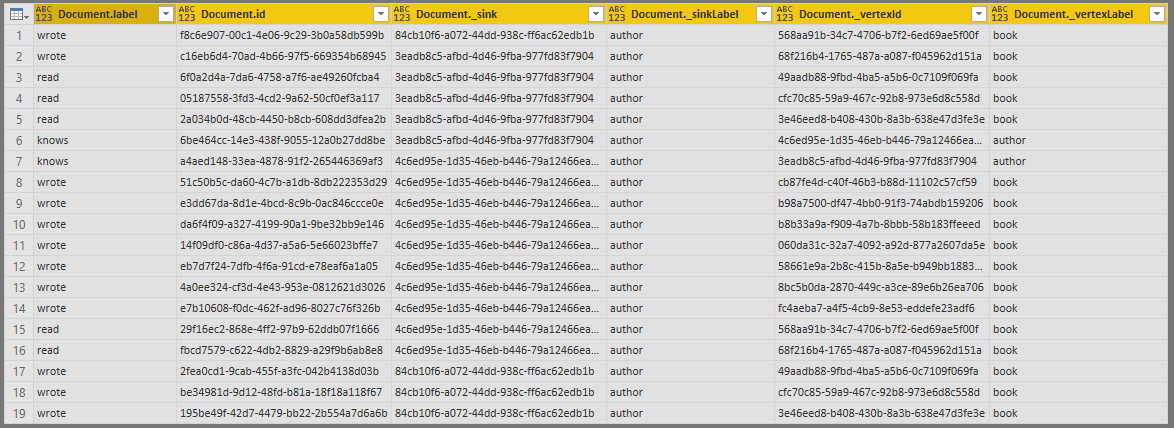 ABC 123 Document.label ABC 123 Document.id ABC 123 Document._sink ABC 123 Document._sinkLabel ABC 123 Document._vertexId ABC 123 Document._vertexLabel
1 wrote f8c6e907-00c1-4e06-9c29-3b0a58db599b 84cb10f6-a072-44dd-938c-ff6ac62edb1b author 568aa91b-34c7-4706-b7f2-6ed69ae5f00f book
2 wrote c16eb6d4-70ad-4b66-97f5-669354b68945 3eadb8c5-afbd-4d46-9fba-977fd83f7904 author 68f216b4-1765-487a-a087-f045962d151a book
3 read 6f0a2d4a-7da6-4758-a7f6-ae49260fcba4 3eadb8c5-afbd-4d46-9fba-977fd83f7904 author 49aadb88-9fbd-4ba5-a5b6-0c7109f069fa book
4 read 05187558-3fd3-4cd2-9a62-50cf0ef3a117 3eadb8c5-afbd-4d46-9fba-977fd83f7904 author cfc70c85-59a9-467c-92b8-973e6d8c558d book
5 read 2a034b0d-48cb-4450-b8cb-608dd3dfea2b 3eadb8c5-afbd-4d46-9fba-977fd83f7904 author 3e46eed8-b408-430b-8a3b-638e47d3fe3e book
6 knows 6be464cc-14e3-438f-9055-12a0b27dd8be 3eadb8c5-afbd-4d46-9fba-977fd83f7904 author 4c6ed95e-1d35-46eb-b446-79a12466ea... author
7 knows a4aed148-33ea-4878-91f2-265446369af3 4c6ed95e-1d35-46eb-b446-79a12466ea... author 3eadb8c5-afbd-4d46-9fba-977fd83f7904 author
8 wrote 51c50b5c-da60-4c7b-a1db-8db222353d29 4c6ed95e-1d35-46eb-b446-79a12466ea... author cb87fe4d-c40f-46b3-b88d-11102c57cf59 book
9 wrote e3dd67da-8d1e-4bcd-8c9b-0ac846ccce0e 4c6ed95e-1d35-46eb-b446-79a12466ea... author b98a7500-df47-4bb0-91f3-74abdb159206 book
10 wrote da6f4f09-a327-4199-90a1-9be32bb9e146 4c6ed95e-1d35-46eb-b446-79a12466ea... author b8b33a9a-f909-4a7b-8bbb-58b183ffeeed book
11 wrote 14f09df0-c86a-4d37-a5a6-5e66023bffe7 4c6ed95e-1d35-46eb-b446-79a12466ea... author 060da31c-32a7-4092-a92d-877a2607da5e book
12 wrote eb7d7f24-7dfb-4f6a-91cd-e78eaf6a1a05 4c6ed95e-1d35-46eb-b446-79a12466ea... author 58661e9a-2b8c-415b-8a5e-b949bb1883... book
13 wrote 4a0ee324-cf3d-4e43-953e-0812621d3026 4c6ed95e-1d35-46eb-b446-79a12466ea... author 8bc5b0da-2870-449c-a3ce-89e6b26ea706 book
14 wrote e7b10608-f0dc-462f-ad96-8027c76f326b 4c6ed95e-1d35-46eb-b446-79a12466ea... author fc4aeba7-a4f5-4cb9-8e53-eddefe23adf6 book
15 read 29f16ec2-868e-4ff2-97b9-62ddb07f1666 4c6ed95e-1d35-46eb-b446-79a12466ea... author 568aa91b-34c7-4706-b7f2-6ed69ae5f00f book
16 read fbcd7579-c622-4db2-8829-a29f9b6ab8e8 4c6ed95e-1d35-46eb-b446-79a12466ea... author 68f216b4-1765-487a-a087-f045962d151a book
17 wrote 2fea0cd1-9cab-455f-a3fc-042b4138d03b 84cb10f6-a072-44dd-938c-ff6ac62edb1b author 49aadb88-9fbd-4ba5-a5b6-0c7109f069fa book
18 wrote be34981d-9d12-48fd-b81a-18f18a118f67 84cb10f6-a072-44dd-938c-ff6ac62edb1b author cfc70c85-59a9-467c-92b8-973e6d8c558d book
19 wrote 195be49f-42d7-4479-bb22-2b554a7d6a6b 84cb10f6-a072-44dd-938c-ff6ac62edb1b author 3e46eed8-b408-430b-8a3b-638e47d3fe3e book